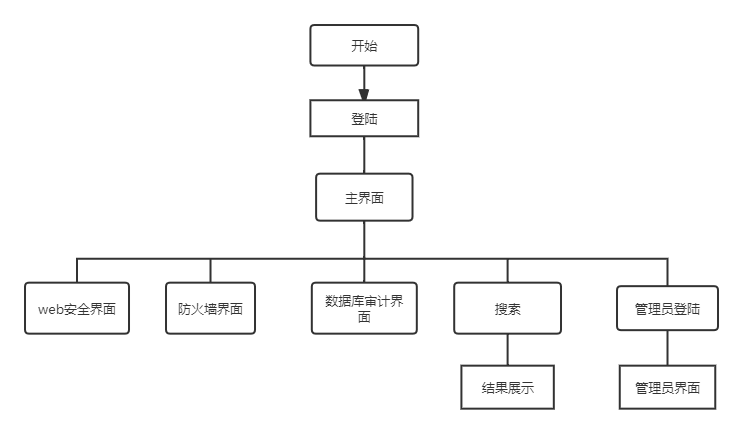 开始
登陆
主界面
web安全界面
防火墙界面
数据库审计界
面
搜索
管理员登陆
结果展示
管理员界面